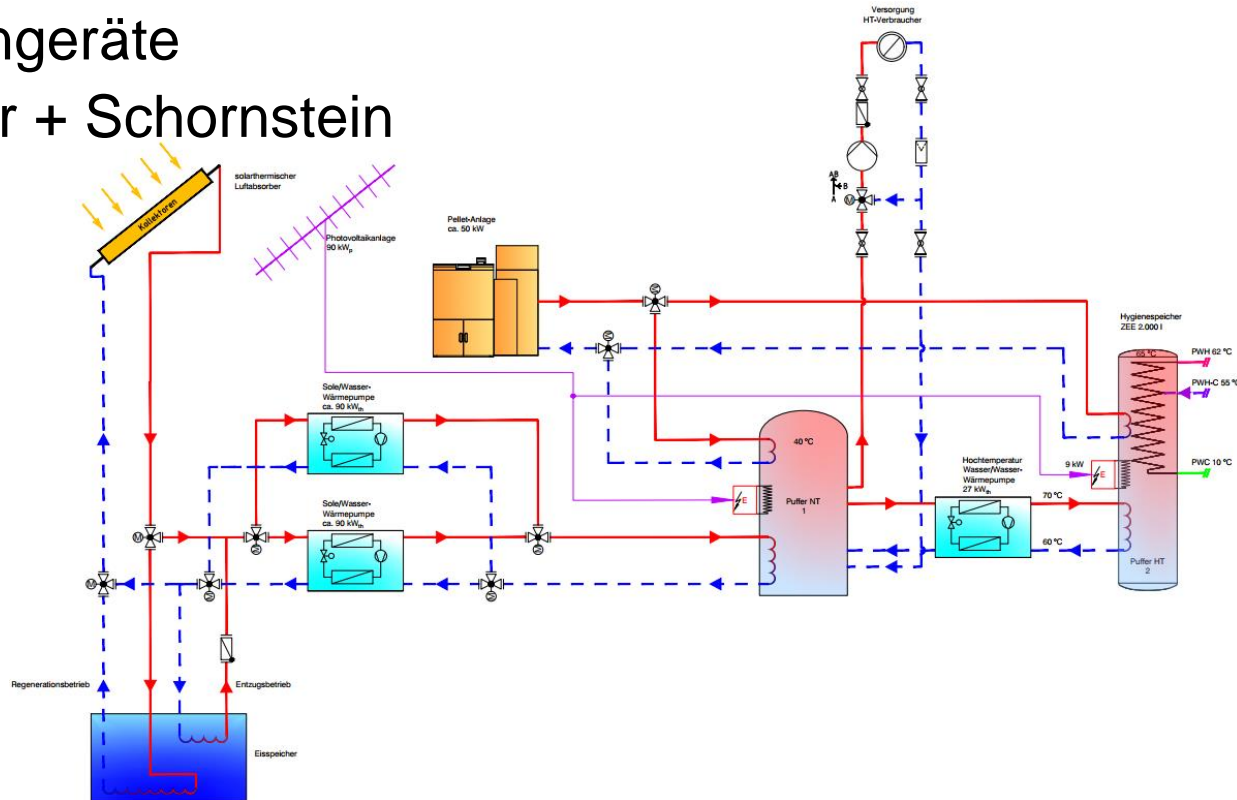 ngeräte
r + Schornstein
Versorgung
HT-Verbraucher
solarthermischer
Luftabsorber
Kollektoren
Photovoltaikanlage
90 kWp
Pellet-Anlage
ca. 50 kW
AB
B
A
M
M
M
Hygienespeicher
ZEE 2.000 l
65 °C
PWH 62 °C
PWH-C 55 °C
PWC 10 °C
Sole/Wasser-
Wärmepumpe
ca. 90 kWth
40 °C
E
Puffer NT
1
Hochtemperatur
Wasser/Wasser-
Wärmepumpe
27 kWth
9 kW
E
70 °C
60 °C
Puffer HT
2
Sole/Wasser-
Wärmepumpe
ca. 90 kWth
M
M
M
M
M
M
Regenerationsbetrieb
Entzugsbetrieb
Eisspeicher